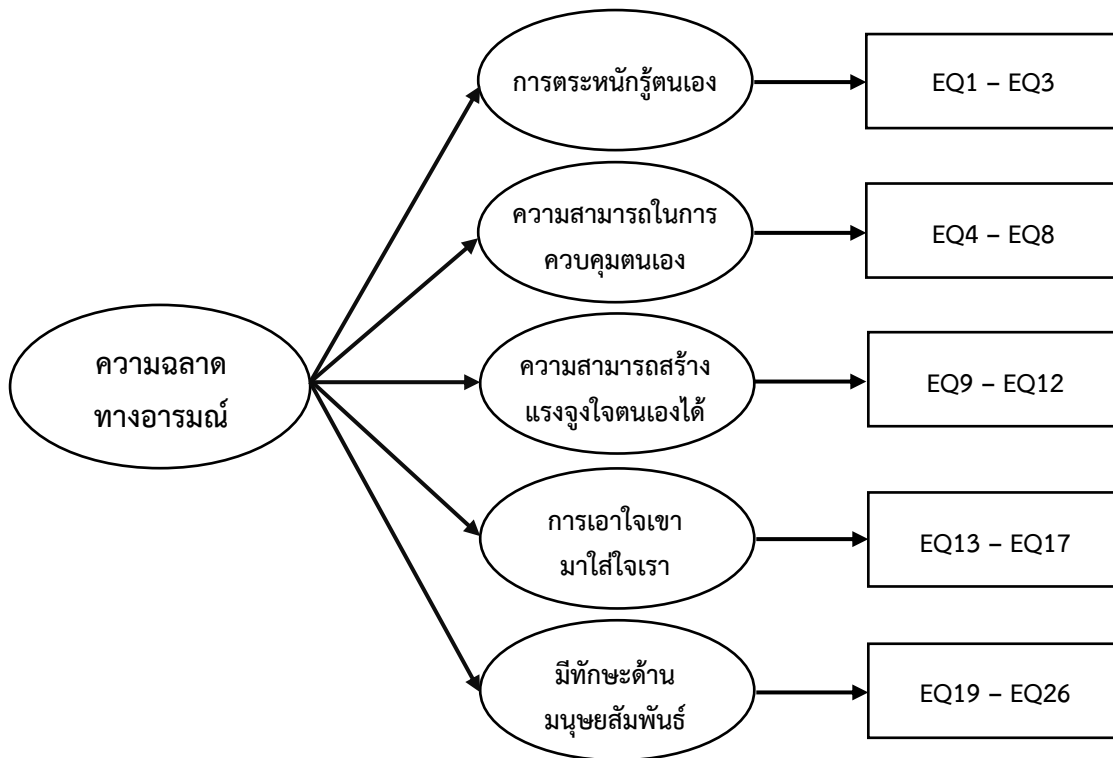 การตระหนักรู้ตนเอง
EQ1 – EQ3
ความสามารถในการ
ควบคุมตนเอง
EQ4 – EQ8
ความฉลาด
ทางอารมณ์
ความสามารถสร้าง
แรงจูงใจตนเองได้
EQ9 – EQ12
การเอาใจเขา
มาใส่ใจเรา
EQ13 – EQ17
มีทักษะด้าน
มนุษยสัมพันธ์
EQ19 – EQ26